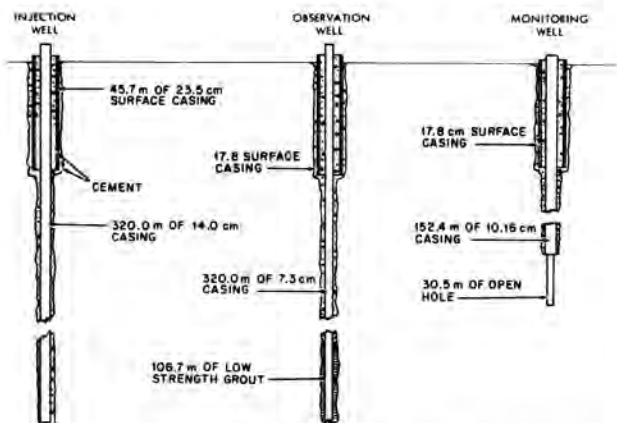 INJECTION
WELL
OBSERVATION
WELL
MONITORING
WELL
45.7 m OF 23.5 cm
SURFACE CASING
CEMENT
320.0 m OF 14.0 cm
CASING
17.8 SURFACE
CASING
320.0 m OF 7.3 cm
CASING
106.7 m OF LOW
STRENGTH GROUT
17.8 cm SURFACE
CASING
152.4 m OF 10.16 cm
CASING
30.5 m OF OPEN
HOLE